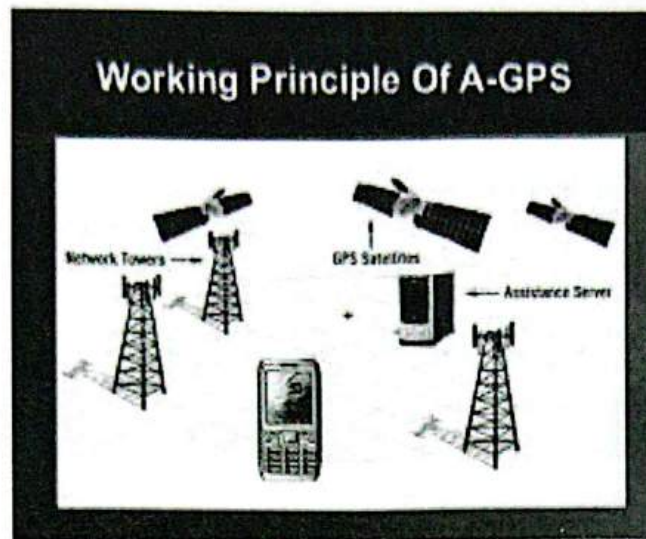 Working Principle Of A-GPS
Network Towers
GPS Satellites
Assistance Server